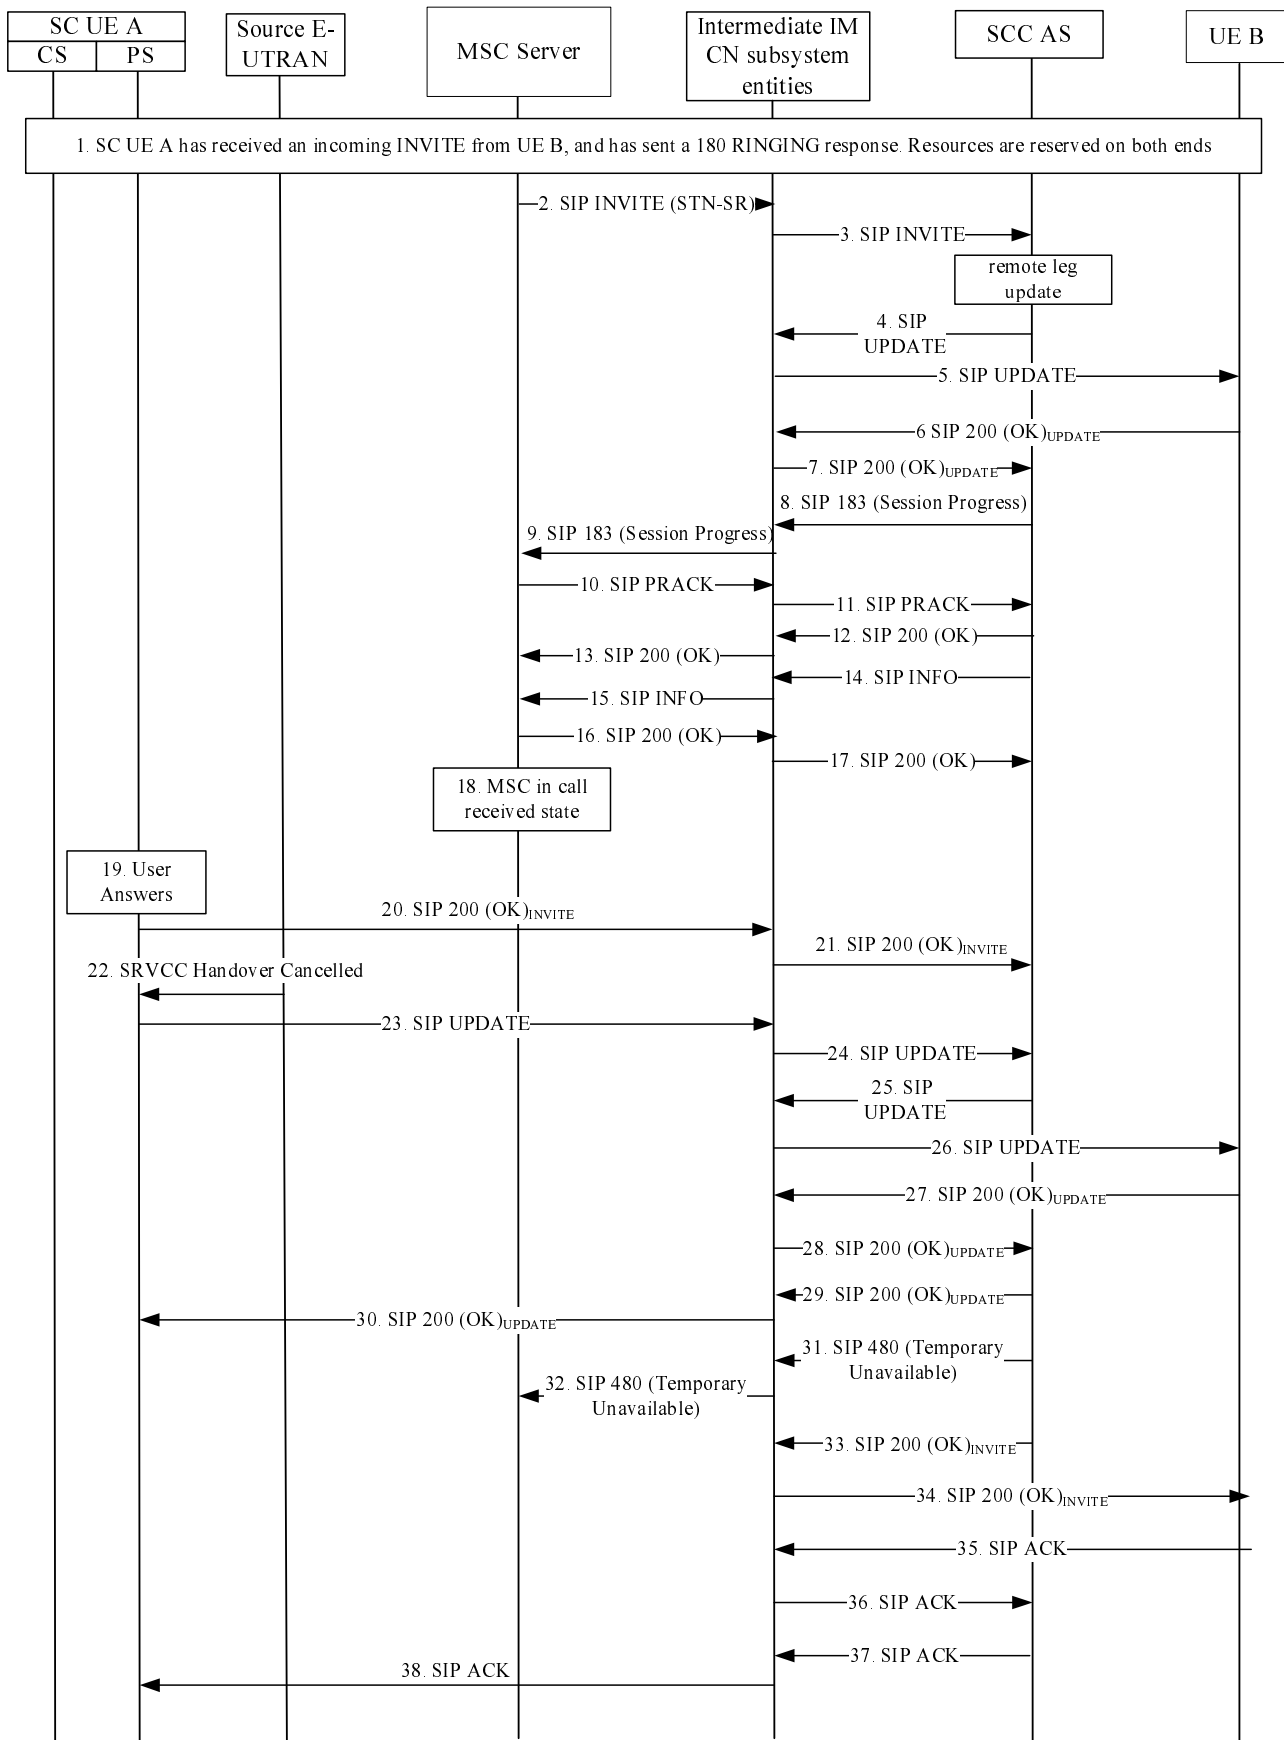 SC UE A
CS
PS
Source E-
UTRAN
MSC Server
Intermediate IM
CN subsystem
entities
SCC AS
UE B
1. SC UE A has received an incoming INVITE from UE B, and has sent a 180 RINGING response. Resources are reserved on both ends
2. SIP INVITE (STN-SR)
3. SIP INVITE
remote leg
update
4. SIP
UPDATE
5. SIP UPDATE
6 SIP 200 (OK)UPDATE
7. SIP 200 (OK)UPDATE
8. SIP 183 (Session Progress)
9. SIP 183 (Session Progress)
10. SIP PRACK
11. SIP PRACK
12. SIP 200 (OK)
13. SIP 200 (OK)
14. SIP INFO
15. SIP INFO
16. SIP 200 (OK)
17. SIP 200 (OK)
18. MSC in call
received state
19. User
Answers
20. SIP 200 (OK)INVITE
21. SIP 200 (OK)INVITE
22. SRVCC Handover Cancelled
23. SIP UPDATE
24. SIP UPDATE
25. SIP
UPDATE
26. SIP UPDATE
27. SIP 200 (OK)UPDATE
28. SIP 200 (OK)UPDATE
29. SIP 200 (OK)UPDATE
30. SIP 200 (OK)UPDATE
31. SIP 480 (Temporary
Unavailable)
32. SIP 480 (Temporary
Unavailable)
33. SIP 200 (OK)INVITE
34. SIP 200 (OK)INVITE
35. SIP ACK
36. SIP ACK
37. SIP ACK
38. SIP ACK